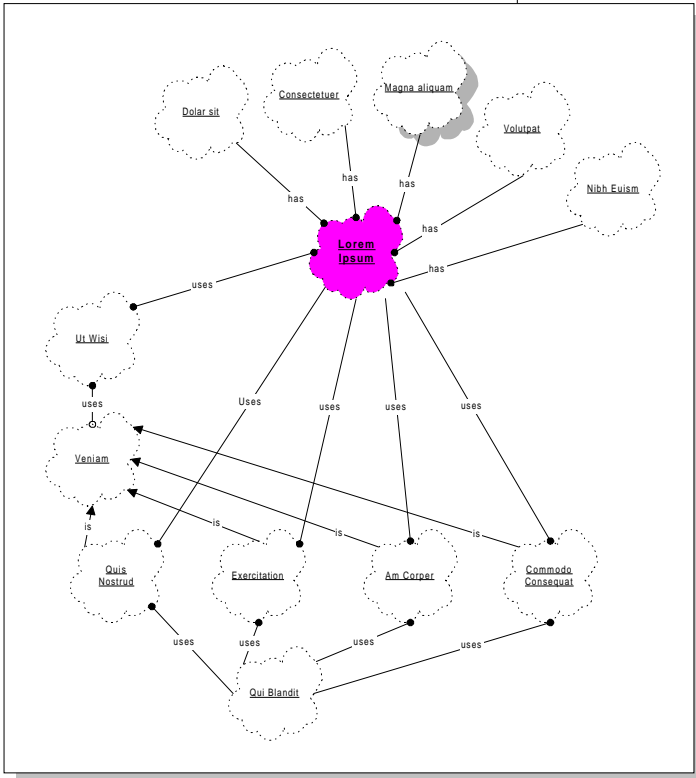 Magna aliquam
Consectetuer
Dolar sit
Volutpat
has
has
Nibh Euism
has
has
Lorem
Ipsum
has
uses
Ut Wisi
uses
Uses
uses
uses
uses
Veniam
is
is
is
is
Quis
Nostrud
Exercitation
Am Corper
Commodo
Consequat
uses
uses
uses
uses
Qui Blandit